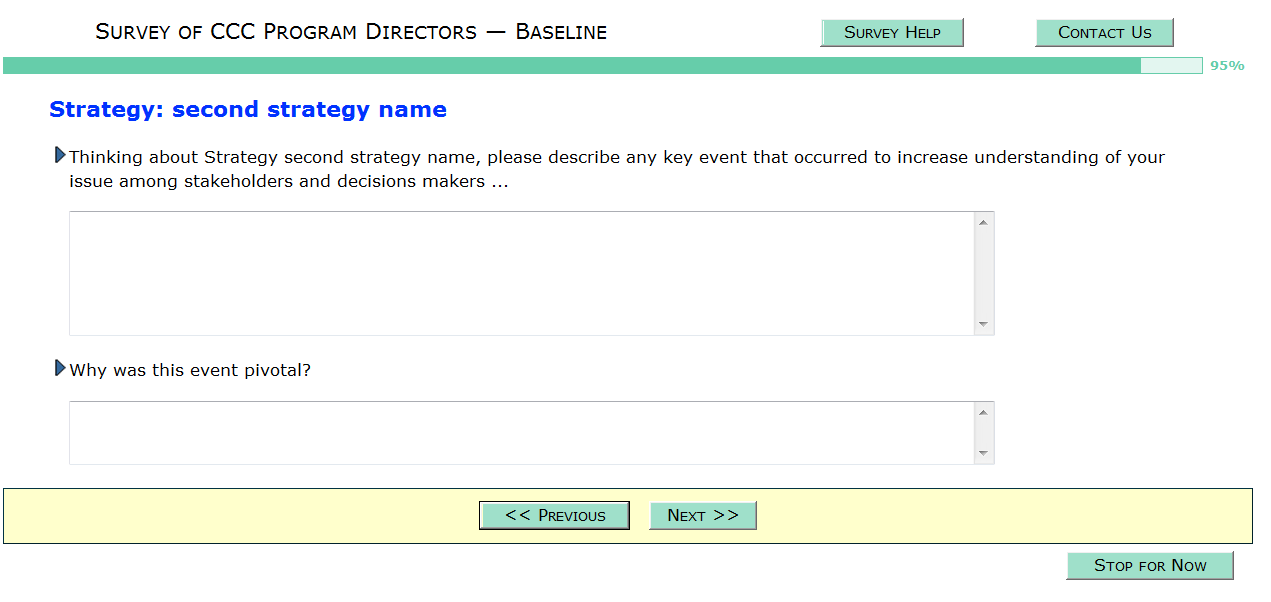 Survey of CCC Program Directors — Baseline
Survey Help
Contact Us
95%
Strategy: second strategy name
Thinking about Strategy second strategy name, please describe any key event that occurred to increase understanding of your
issue among stakeholders and decisions makers ...
Why was this event pivotal?
<< Previous
Next >>
Stop for Now